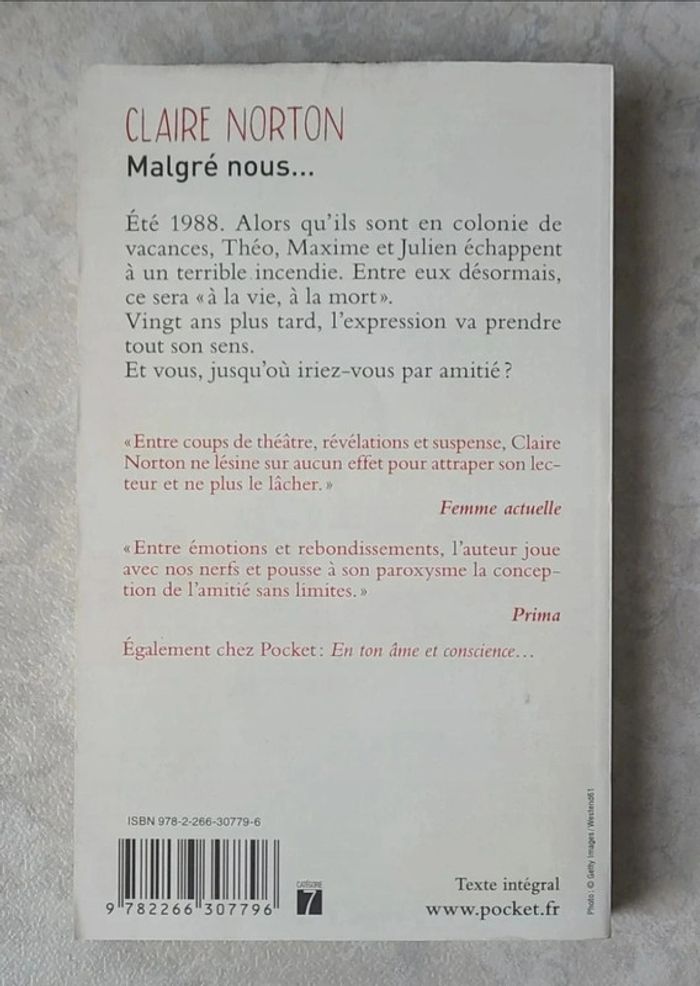 CLAIRE NORTON
Malgré nous...
Été 1988. Alors qu'ils sont en colonie de
vacances, Théo, Maxime et Julien échappent
à un terrible incendie. Entre eux désormais,
ce sera « à la vie, à la mort ».
Vingt ans plus tard, l'expression va prendre
tout son sens.
Et vous, jusqu'où iriez-vous par amitié ?
« Entre coups de théâtre, révélations et suspense, Claire
Norton ne lésine sur aucun effet pour attraper son lec-
teur et ne plus le lâcher. »
Femme actuelle
« Entre émotions et rebondissements, l'auteur joue
avec nos nerfs et pousse à son paroxysme la concep-
tion de l'amitié sans limites. »
Prima
Également chez Pocket : En ton âme et conscience...
ISBN 978-2-266-30779-6
9 782266 307796
CATÉGORIE
7
Texte intégral
www.pocket.fr
Photo : © Getty Images / Westend61